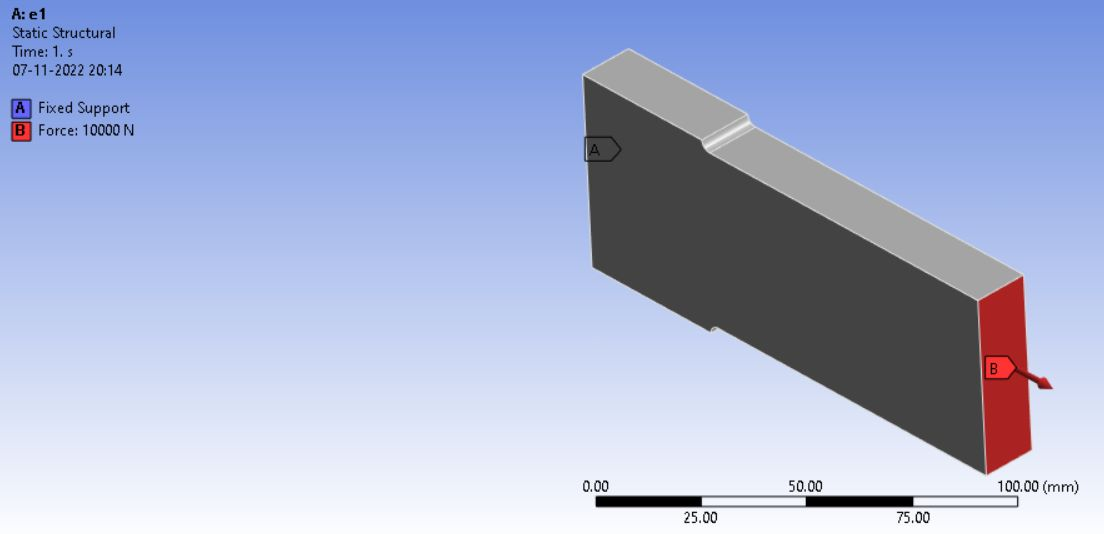 A: e1
Static Structural
Time: 1. s
07-11-2022 20:14
A Fixed Support
B Force: 10000 N
A
B
0.00 50.00 100.00 (mm)
25.00 75.00